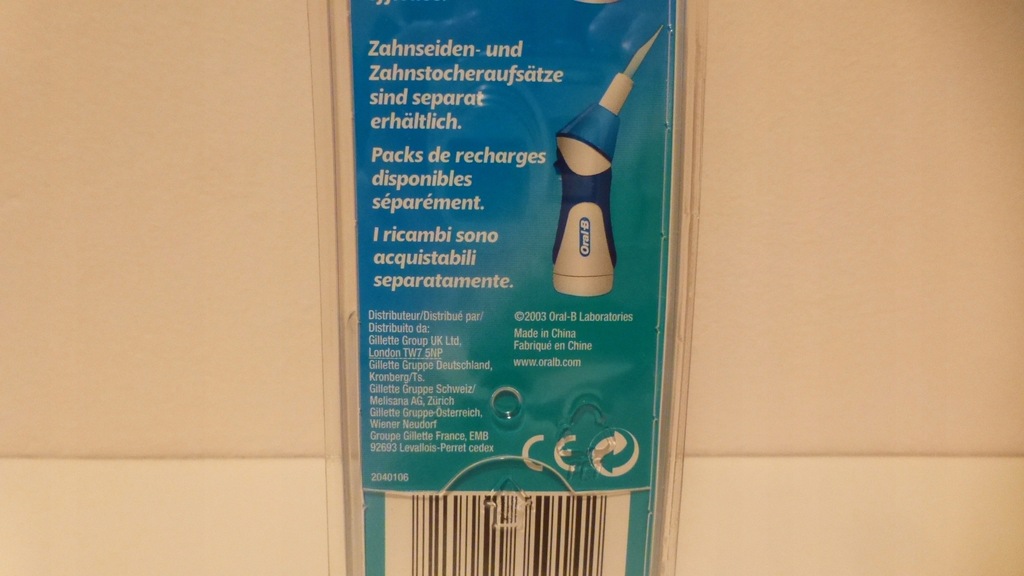 Zahnseiden- und
Zahnstocheraufsätze
sind separat
erhältlich.
Packs de recharges
disponibles
séparément.
I ricambi sono
acquistabili
separatamente.
Oral-B
Distributeur/Distribué par/
Distribuito da:
Gillette Group UK Ltd.
London TW7 5NP
Gillette Gruppe Deutschland,
Kronberg/Ts.
Gillette Gruppe Schweiz/
Melisana AG, Zürich
Gillette Gruppe-Österreich,
Wiener Neudorf
Groupe Gillette France, EMB
92693 Levallois-Perret cedex
2040106
©2003 Oral-B Laboratories
Made in China
Fabriqué en Chine
www.oralb.com
CE